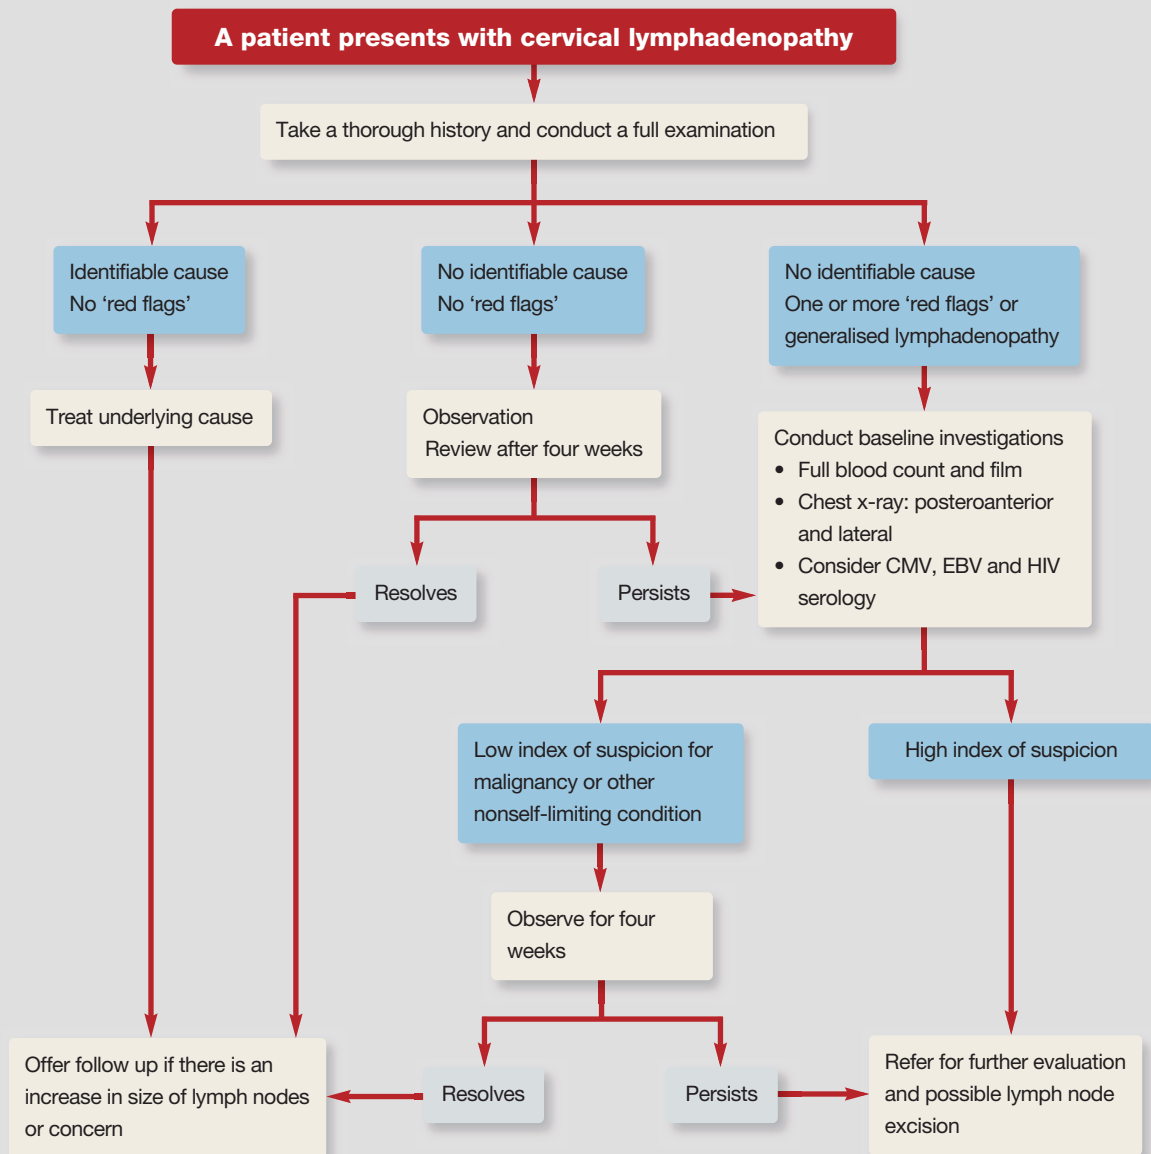 A patient presents with cervical lymphadenopathy
Take a thorough history and conduct a full examination
Identifiable cause
No ‘red flags’
No identifiable cause
No ‘red flags’
No identifiable cause
One or more ‘red flags’ or
generalised lymphadenopathy
Treat underlying cause
Observation
Review after four weeks
Conduct baseline investigations
• Full blood count and film
• Chest x-ray: posteroanterior
and lateral
• Consider CMV, EBV and HIV
serology
Resolves
Persists
Low index of suspicion for
malignancy or other
nonself-limiting condition
High index of suspicion
Observe for four
weeks
Offer follow up if there is an
increase in size of lymph nodes
or concern
Resolves
Persists
Refer for further evaluation
and possible lymph node
excision